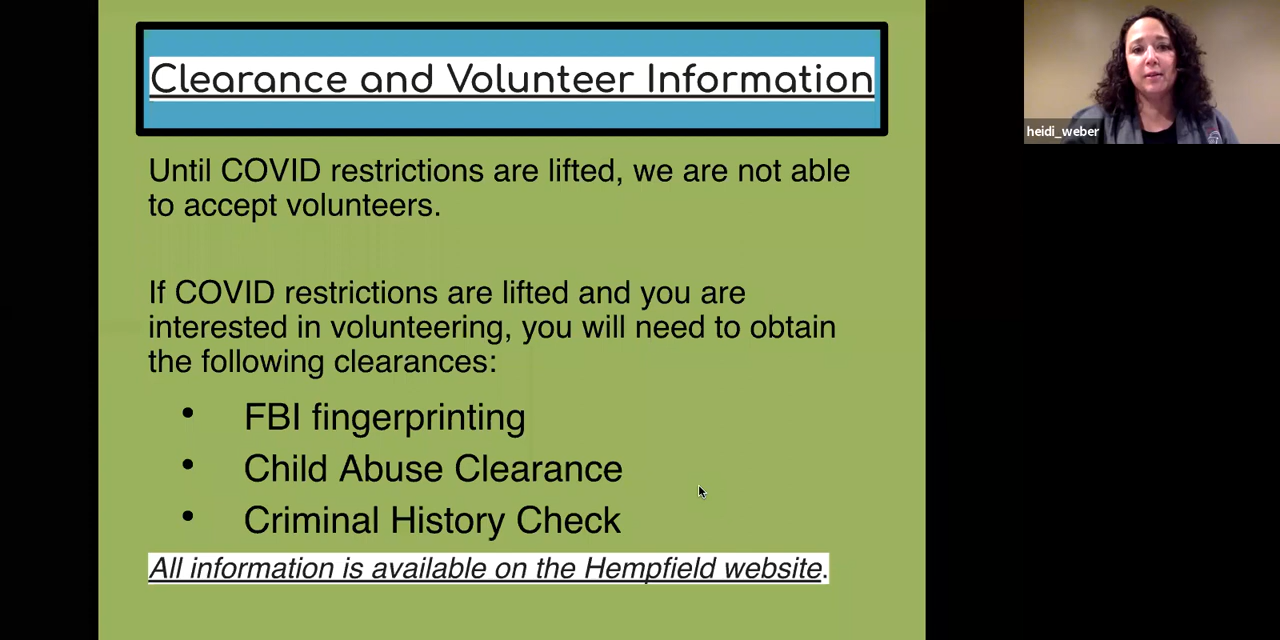 Clearance and Volunteer Information
Until COVID restrictions are lifted, we are not able
to accept volunteers.
If COVID restrictions are lifted and you are
interested in volunteering, you will need to obtain
the following clearances:
• FBI fingerprinting
• Child Abuse Clearance
• Criminal History Check
All information is available on the Hempfield website.
heidi_weber